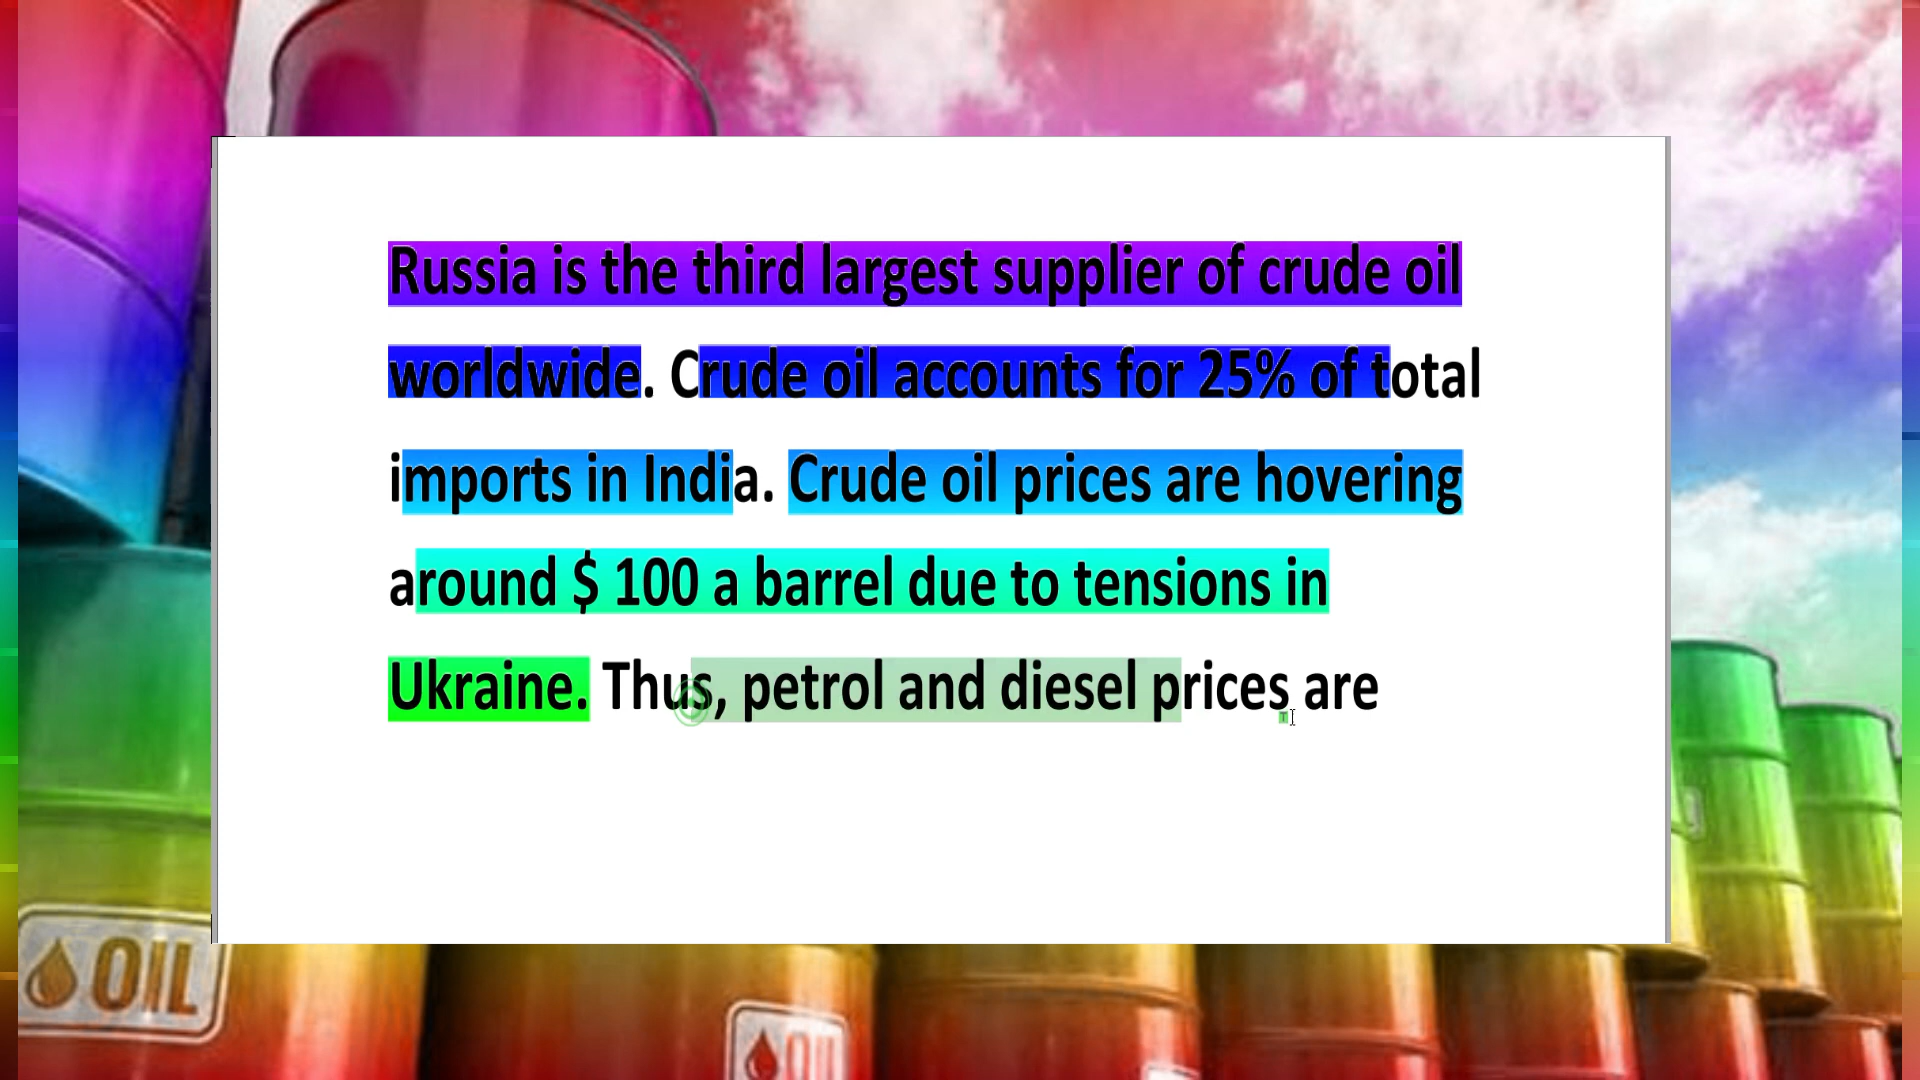 Russia is the third largest supplier of crude oil
worldwide. Crude oil accounts for 25% of total
imports in India. Crude oil prices are hovering
around $ 100 a barrel due to tensions in
Ukraine. Thus, petrol and diesel prices are
OIL
OIL